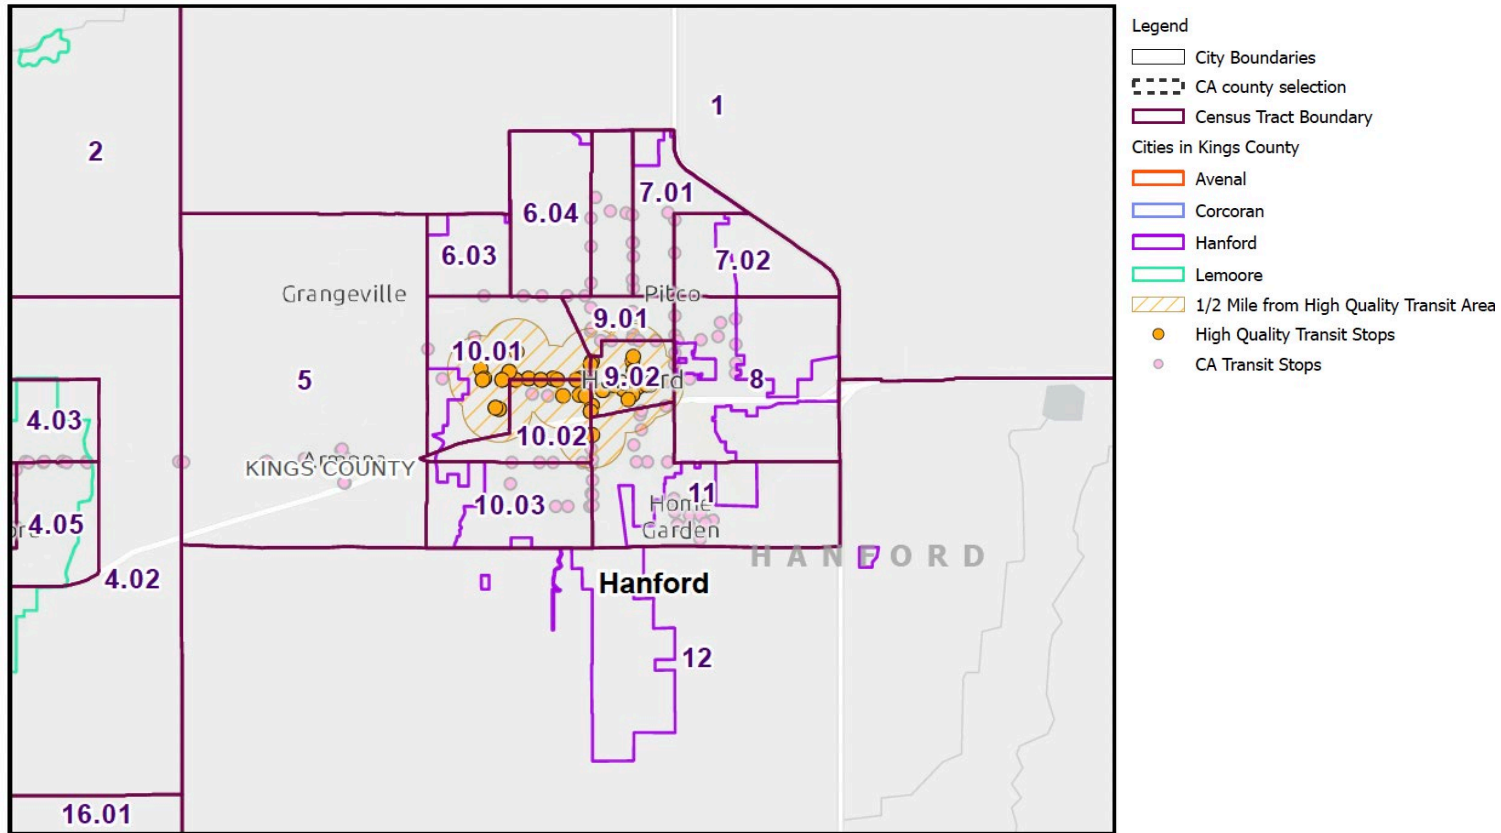 1
2
7.01
6.04
6.03
7.02
Grangeville
Pitco
9.01
10.01
5
9.02
8
4.03
10.02
KINGS COUNTY
Armona
10.03
11
Home
Garden
4.05
HANFORD
4.02
Hanford
12
16.01
Legend
City Boundaries
CA county selection
Census Tract Boundary
Cities in Kings County
Avenal
Corcoran
Hanford
Lemoore
1/2 Mile from High Quality Transit Area
High Quality Transit Stops
CA Transit Stops